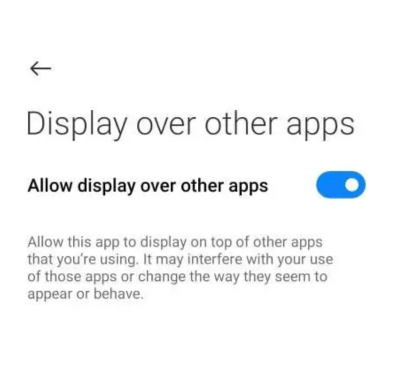 Display over other apps
Allow display over other apps
Allow this app to display on top of other apps
that you're using. It may interfere with your use
of those apps or change the way they seem to
appear or behave.